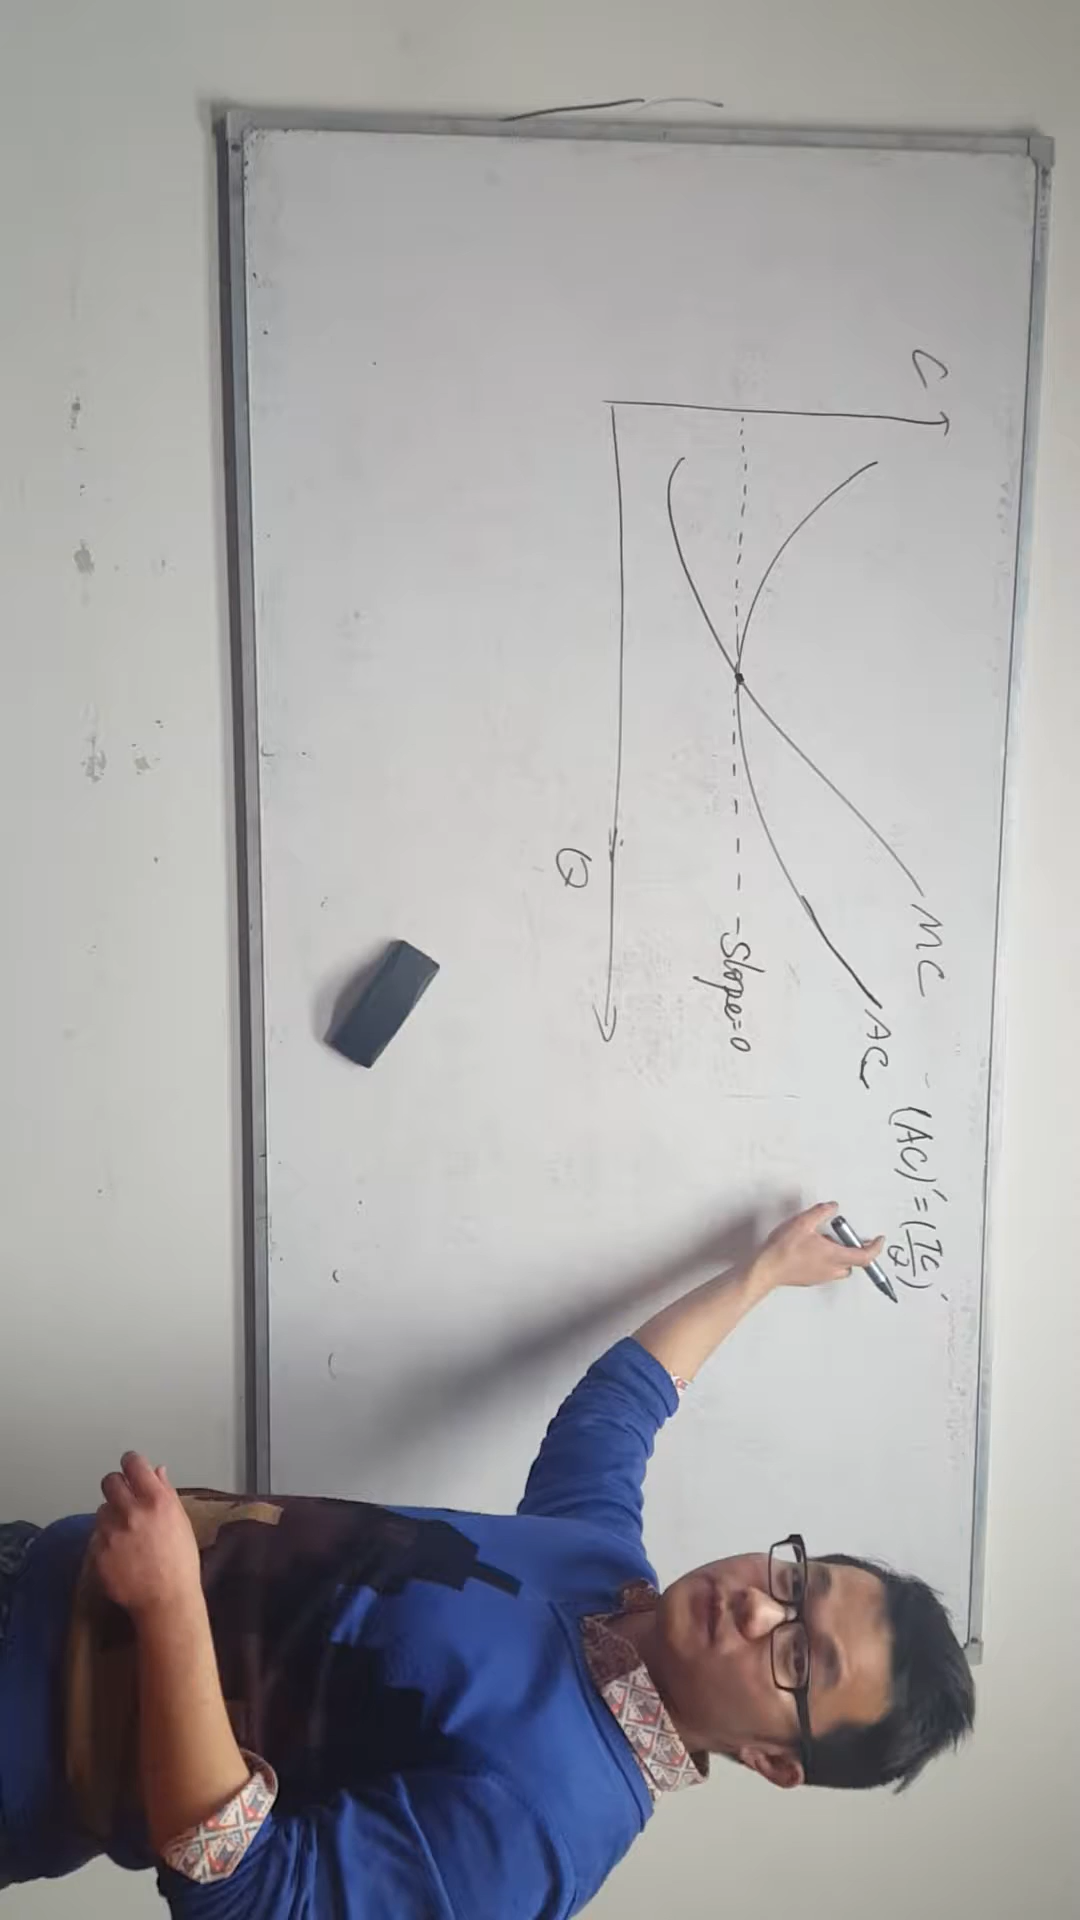 C
MC
AC
- (AC)' = (TC/Q)'
Slope=0
Q